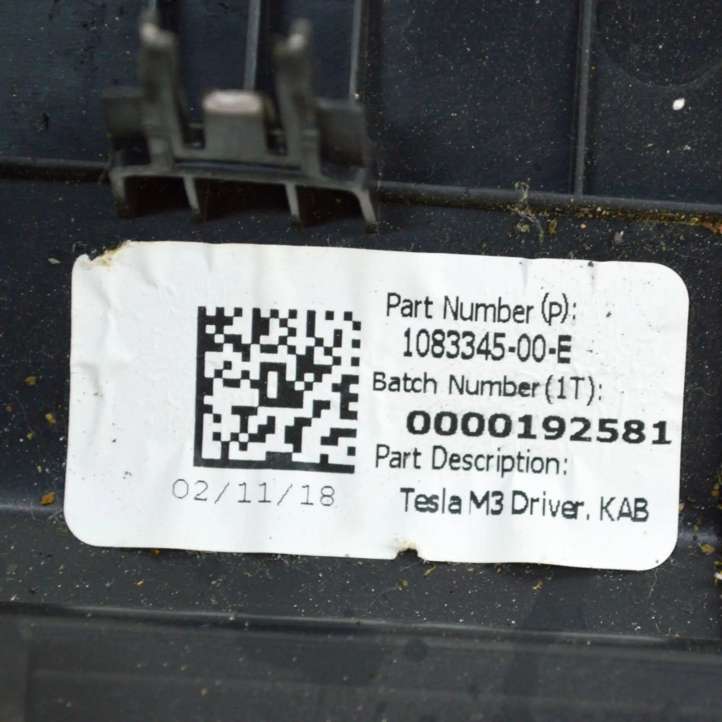 Part Number (P):
1083345-00-E
Batch Number (1T):
0000192581
Part Description:
Tesla M3 Driver, KAB
02/11/18